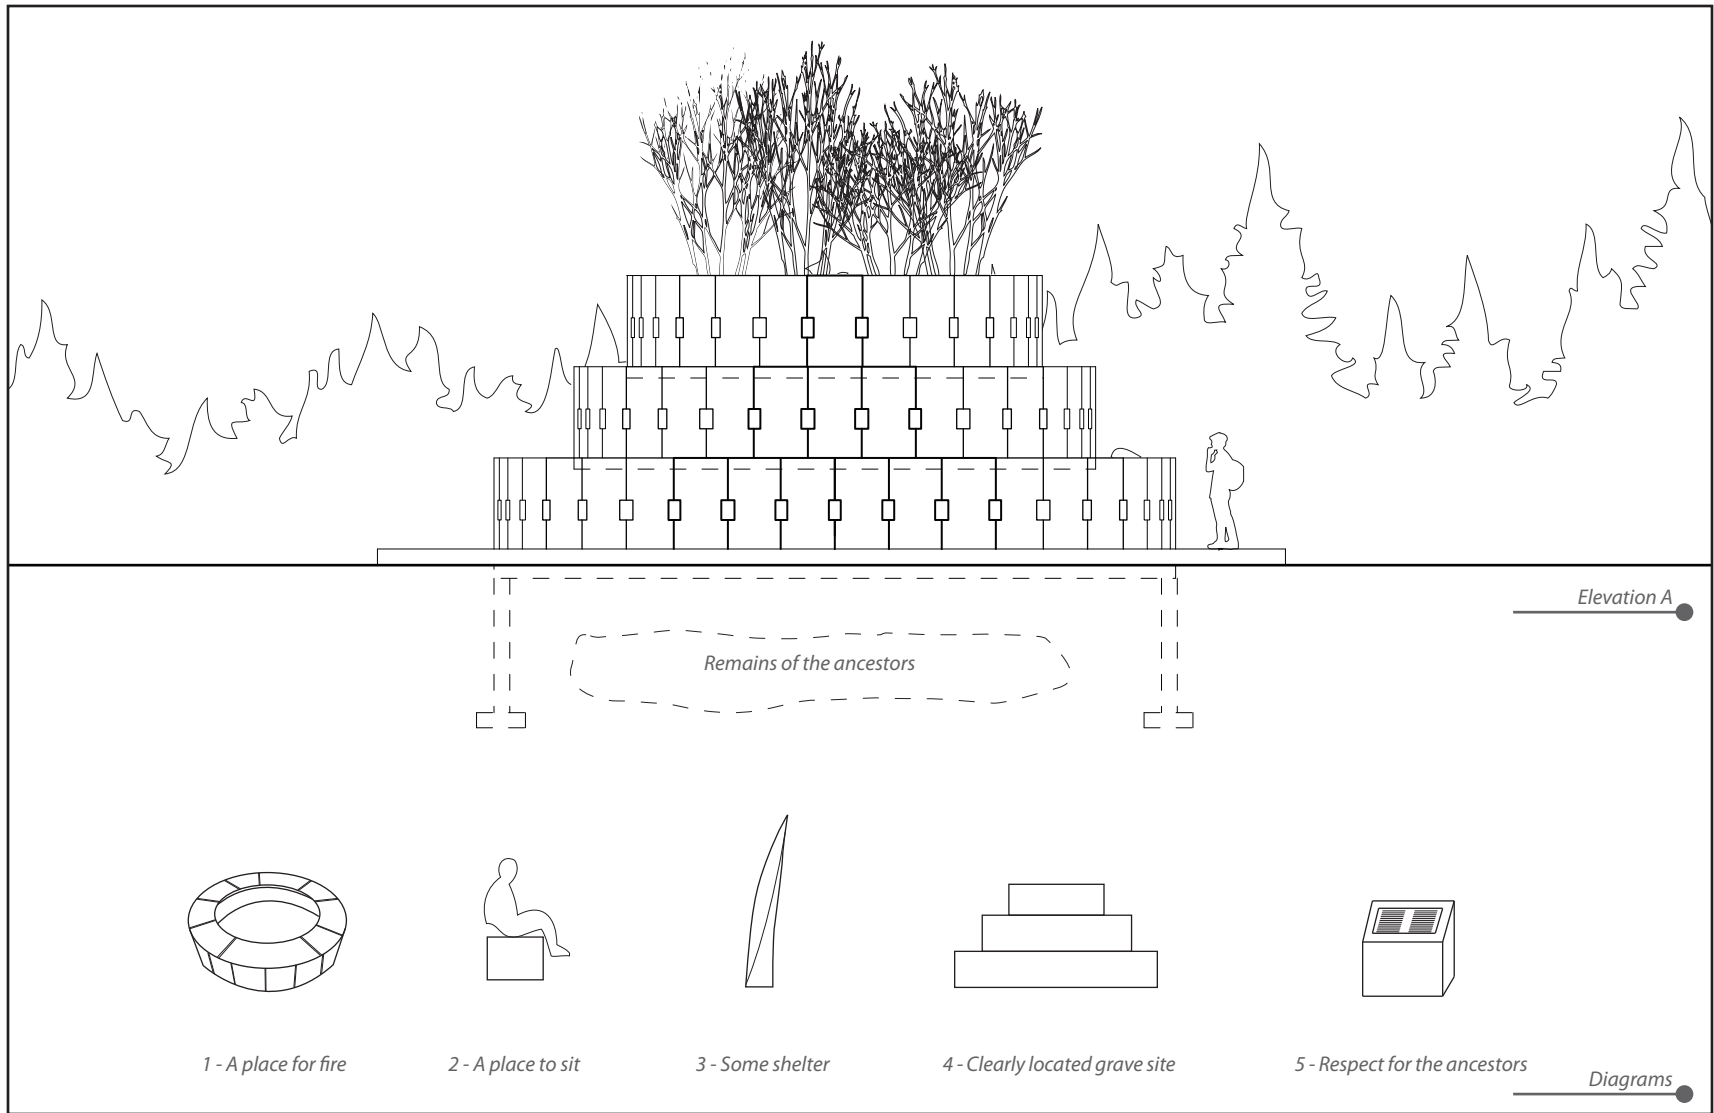 Elevation A
Remains of the ancestors
1 - A place for fire
2 - A place to sit
3 - Some shelter
4 - Clearly located grave site
5 - Respect for the ancestors
Diagrams